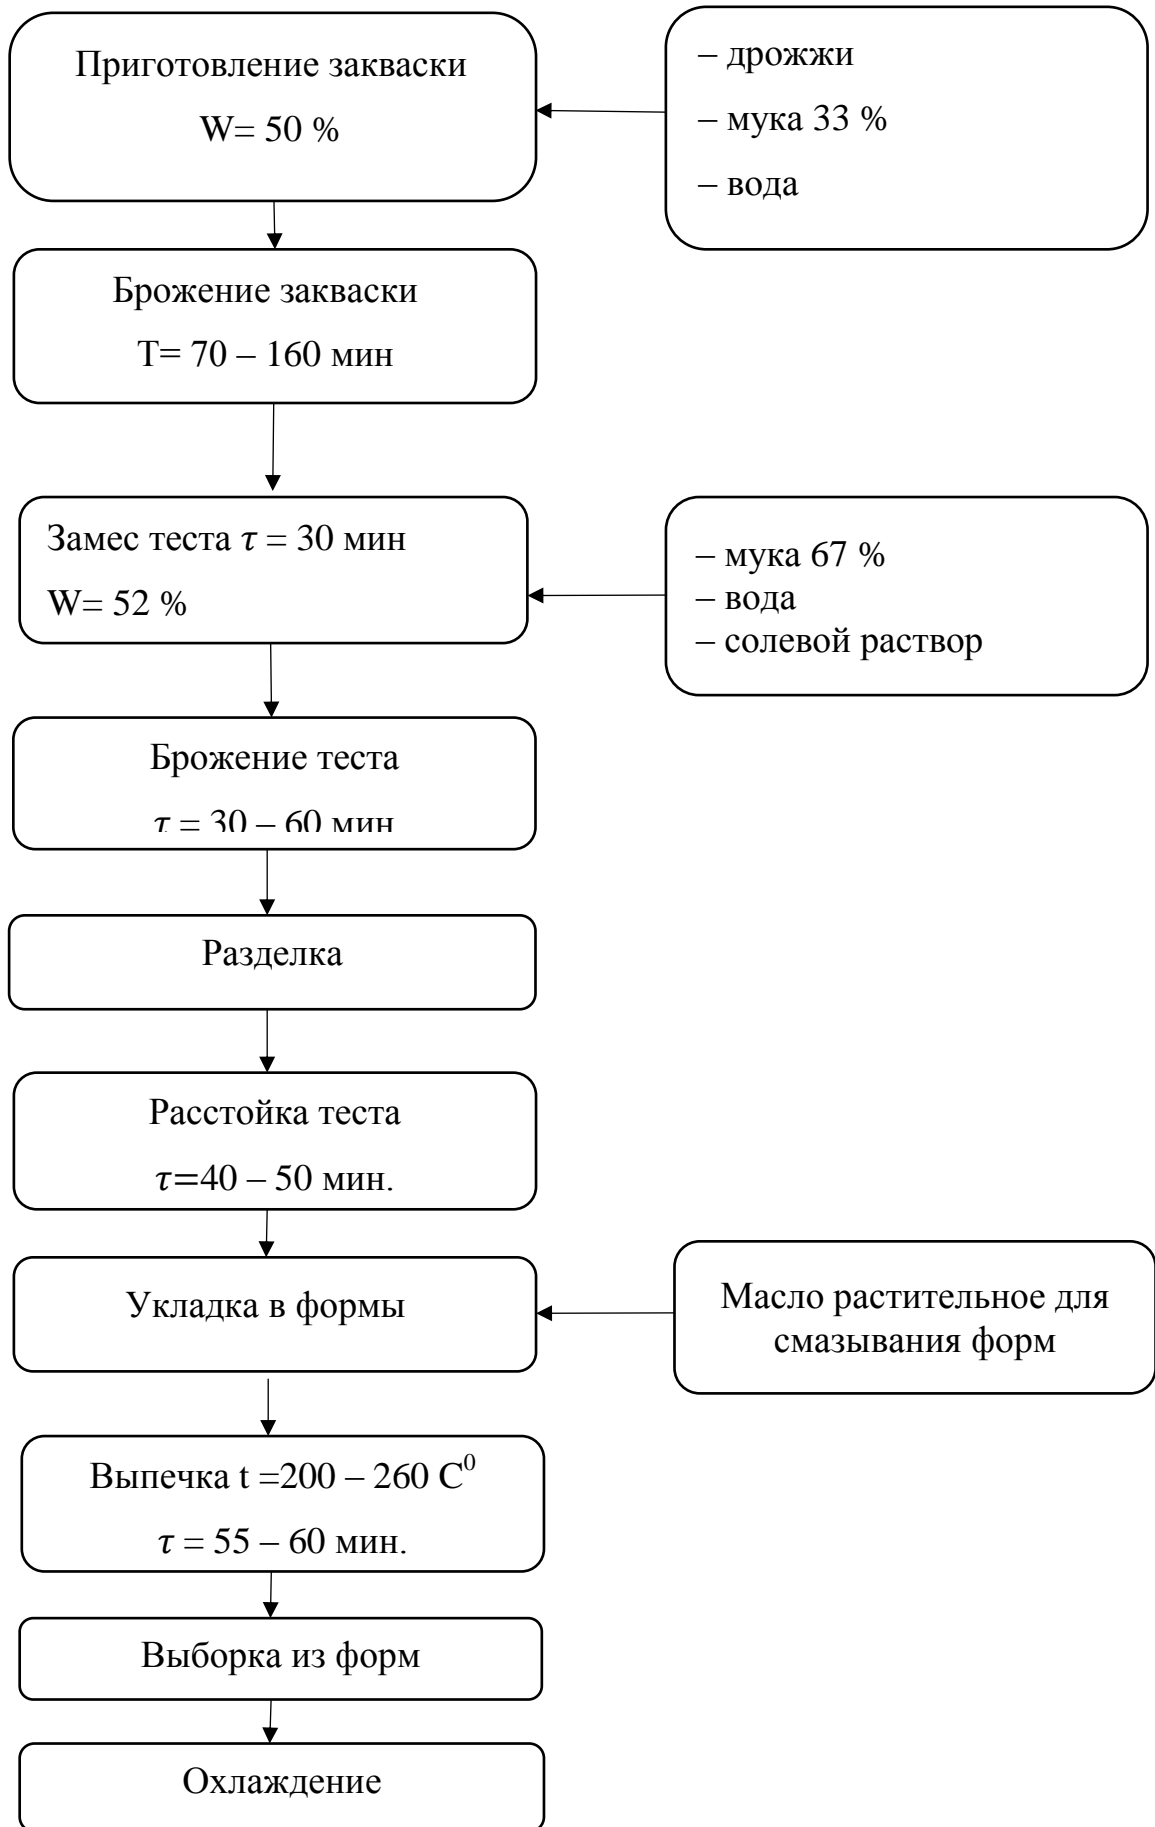 Приготовление закваски
W= 50 %
– дрожжи
– мука 33 %
– вода
Брожение закваски
T= 70 – 160 мин
Замес теста τ = 30 мин
W= 52 %
– мука 67 %
– вода
– солевой раствор
Брожение теста
τ = 30 – 60 мин
Разделка
Расстойка теста
τ=40 – 50 мин.
Укладка в формы
Масло растительное для
смазывания форм
Выпечка t =200 – 260 C⁰
τ = 55 – 60 мин.
Выборка из форм
Охлаждение